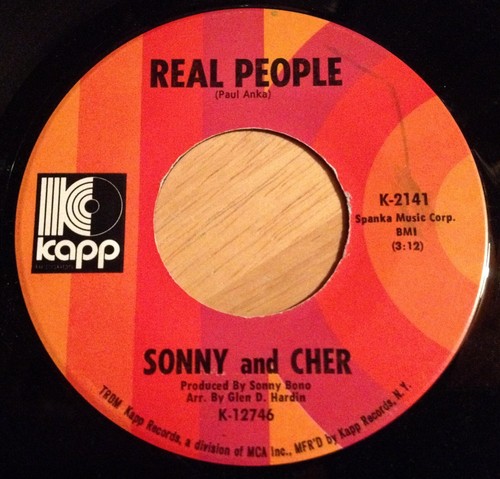 REAL PEOPLE
(Paul Anka)
K
kapp
K-2141
Spanka Music Corp.
BMI
(3:12)
SONNY and CHER
Produced By Sonny Bono
Arr. By Glen D. Hardin
K-12746
TRDM Kapp Records, a division of MCA Inc., MFR'D by Kapp Records, N.Y.